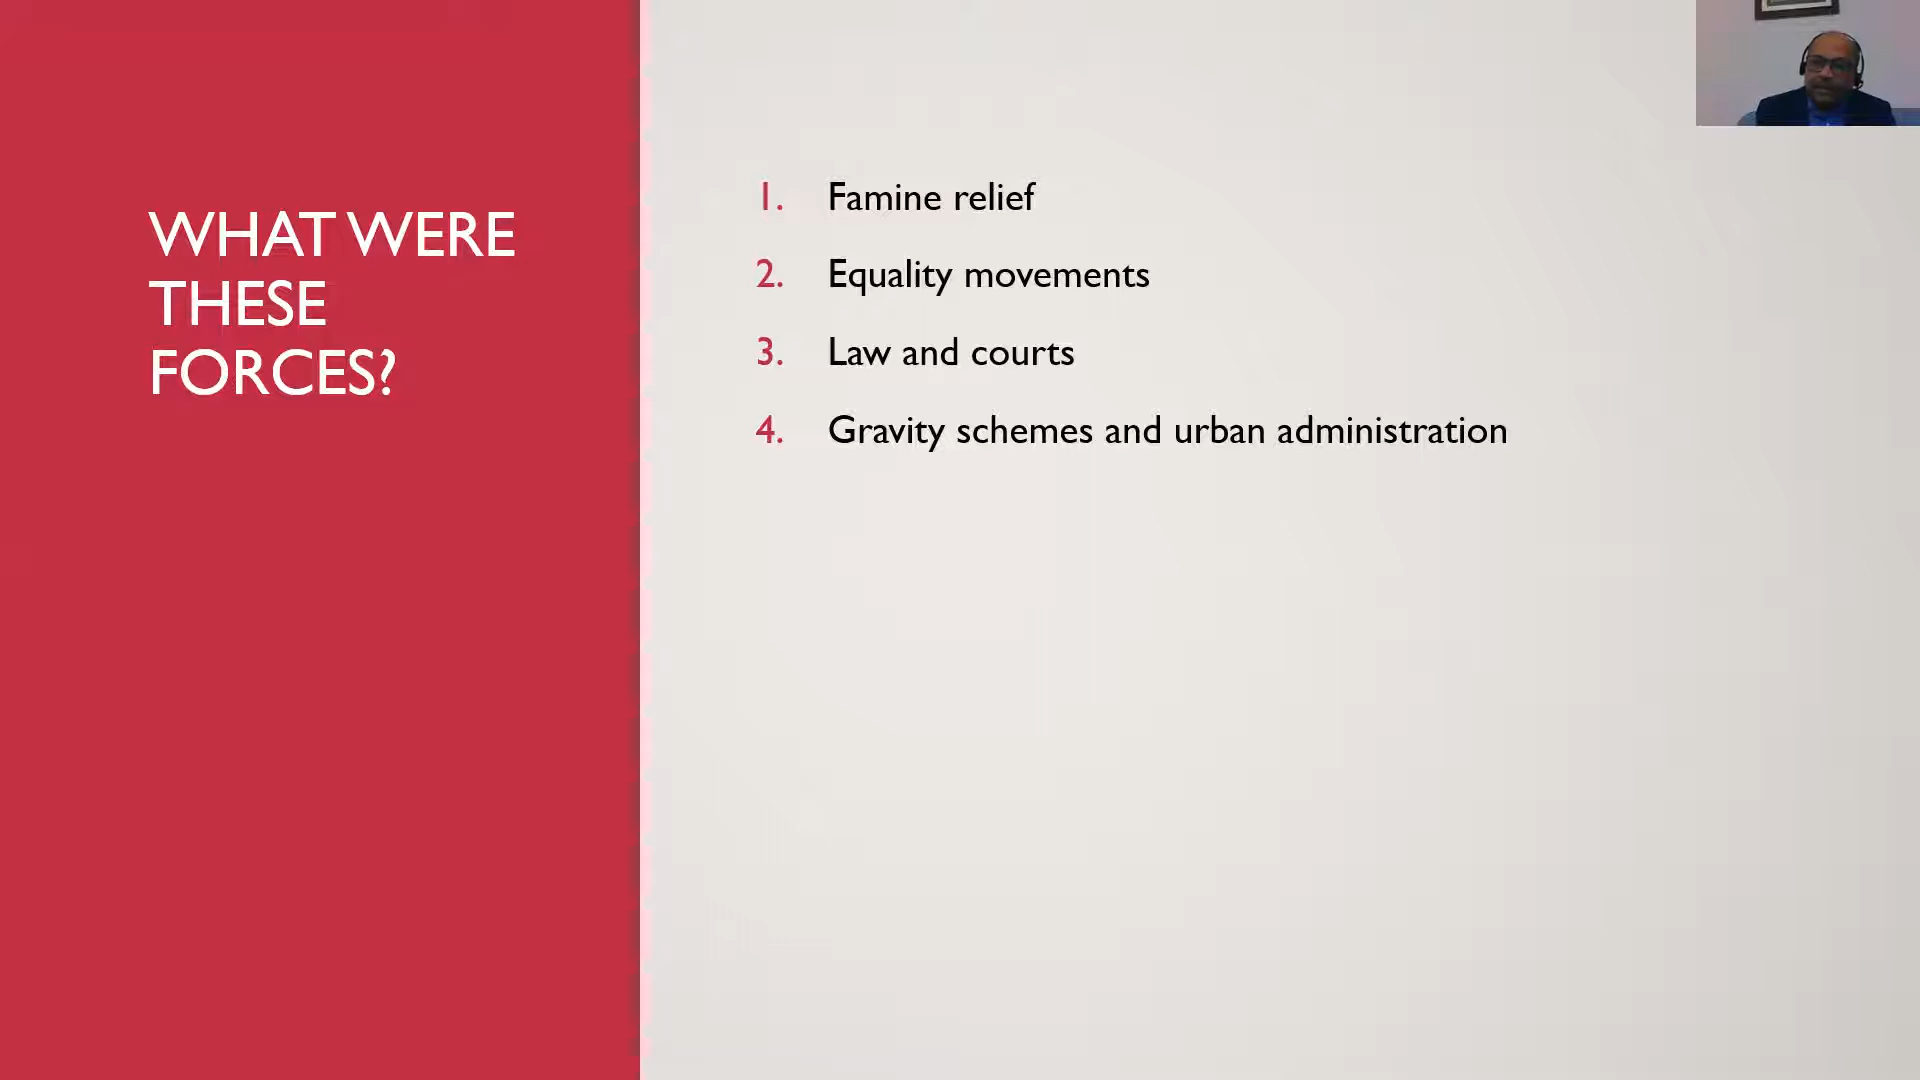 WHAT WERE
THESE
FORCES?
1. Famine relief
2. Equality movements
3. Law and courts
4. Gravity schemes and urban administration